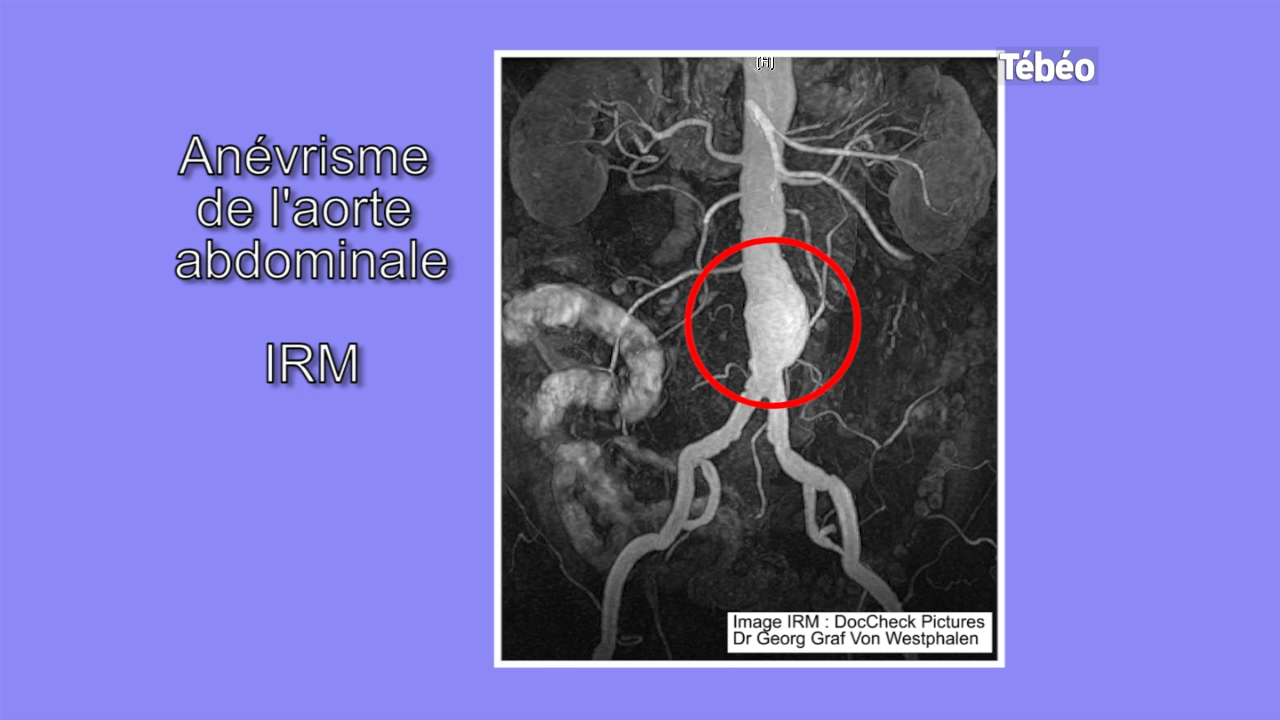 [H]
Tébéo
Anévrisme
de l'aorte
abdominale
IRM
Image IRM : DocCheck Pictures
Dr Georg Graf Von Westphalen